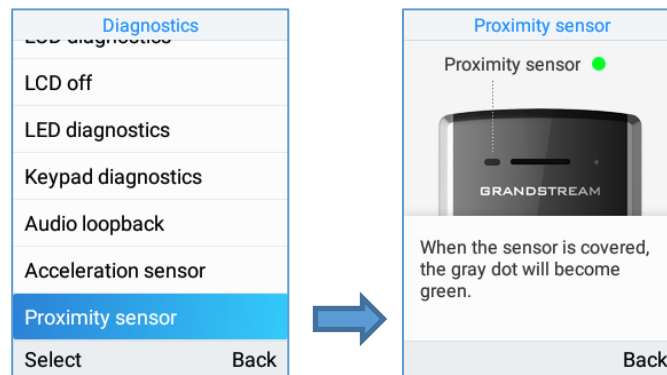 Diagnostics
LCD off
LED diagnostics
Keypad diagnostics
Audio loopback
Acceleration sensor
Proximity sensor
Select Back
Proximity sensor
Proximity sensor
GRANDSTREAM
When the sensor is covered,
the gray dot will become
green.
Back